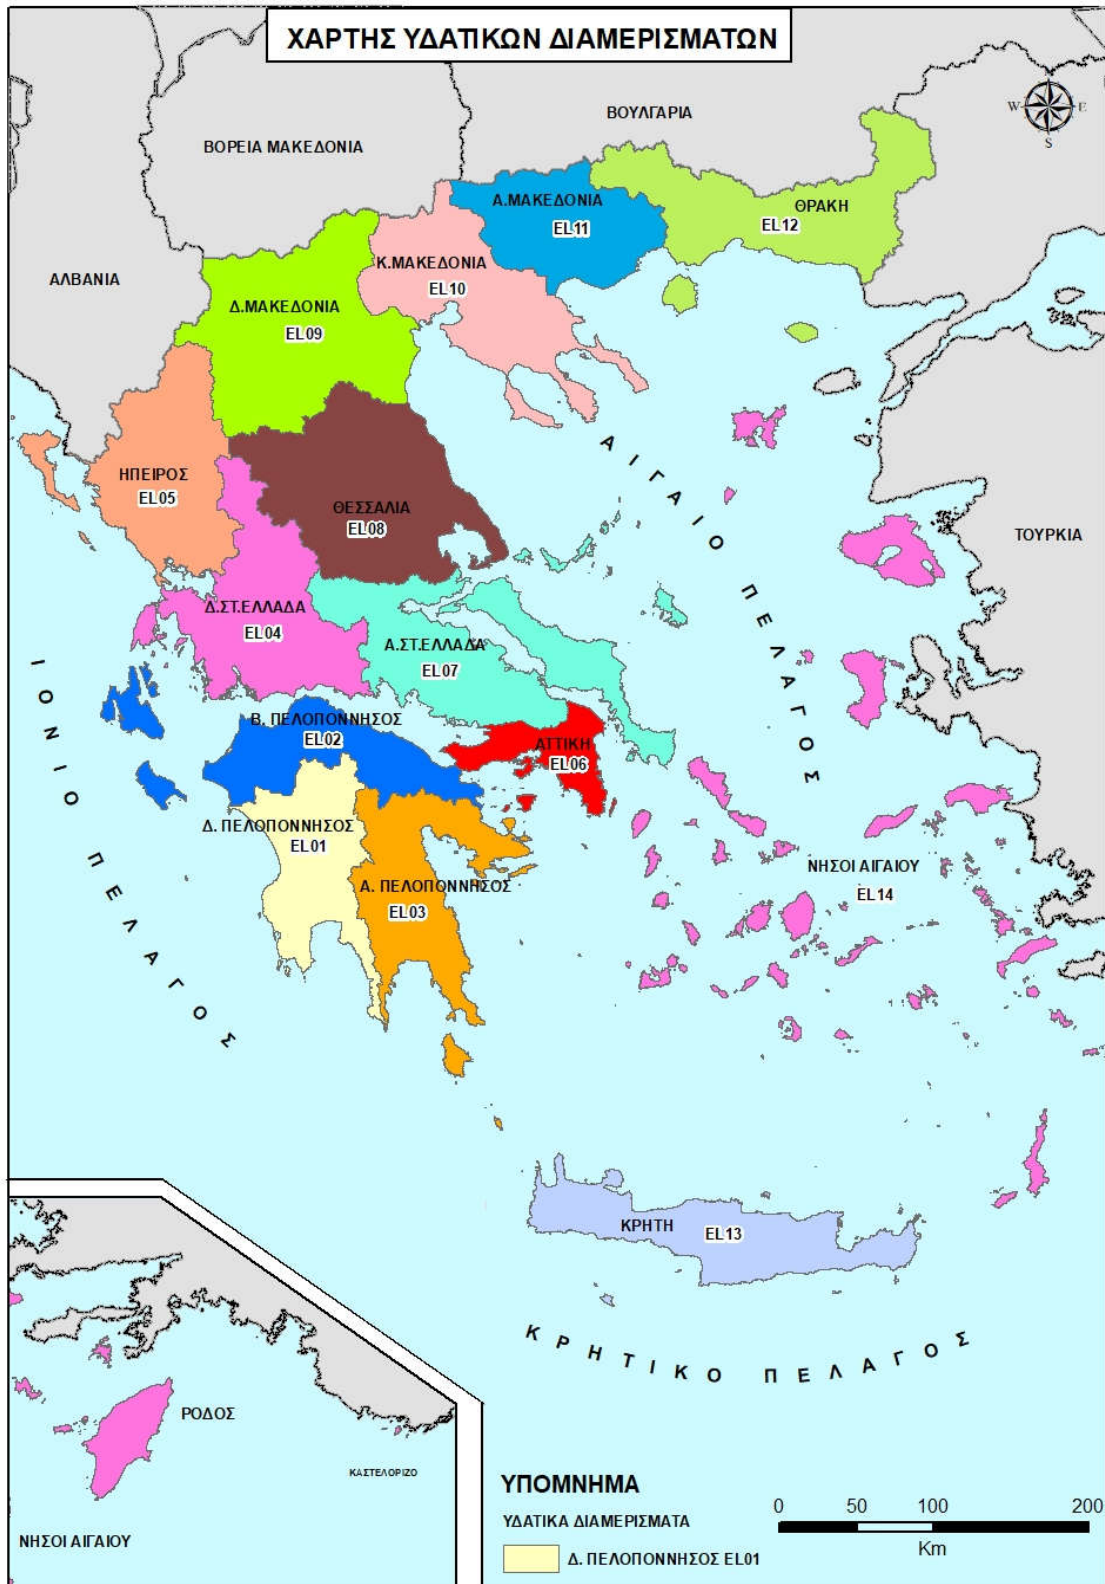 ΧΑΡΤΗΣ ΥΔΑΤΙΚΩΝ ΔΙΑΜΕΡΙΣΜΑΤΩΝ
N
W
E
S
ΒΟΥΛΓΑΡΙΑ
ΒΟΡΕΙΑ ΜΑΚΕΔΟΝΙΑ
Α.ΜΑΚΕΔΟΝΙΑ
EL11
ΘΡΑΚΗ
EL12
ΑΛΒΑΝΙΑ
Κ.ΜΑΚΕΔΟΝΙΑ
EL10
Δ.ΜΑΚΕΔΟΝΙΑ
EL09
ΗΠΕΙΡΟΣ
EL05
ΘΕΣΣΑΛΙΑ
EL08
ΑΙΓΑΙΟ ΠΕΛΑΓΟΣ
ΤΟΥΡΚΙΑ
Δ.ΣΤ.ΕΛΛΑΔΑ
EL04
Α.ΣΤ.ΕΛΛΑΔΑ
EL07
ΙΟΝΙΟ ΠΕΛΑΓΟΣ
Β. ΠΕΛΟΠΟΝΝΗΣΟΣ
EL02
ΑΤΤΙΚΗ
EL06
Δ. ΠΕΛΟΠΟΝΝΗΣΟΣ
EL01
Α. ΠΕΛΟΠΟΝΝΗΣΟΣ
EL03
ΝΗΣΟΙ ΑΙΓΑΙΟΥ
EL14
ΚΡΗΤΗ
EL13
ΚΡΗΤΙΚΟ ΠΕΛΑΓΟΣ
ΡΟΔΟΣ
ΚΑΣΤΕΛΟΡΙΖΟ
ΝΗΣΟΙ ΑΙΓΑΙΟΥ
ΥΠΟΜΝΗΜΑ
ΥΔΑΤΙΚΑ ΔΙΑΜΕΡΙΣΜΑΤΑ
Δ. ΠΕΛΟΠΟΝΝΗΣΟΣ EL01
0 50 100 200
Km